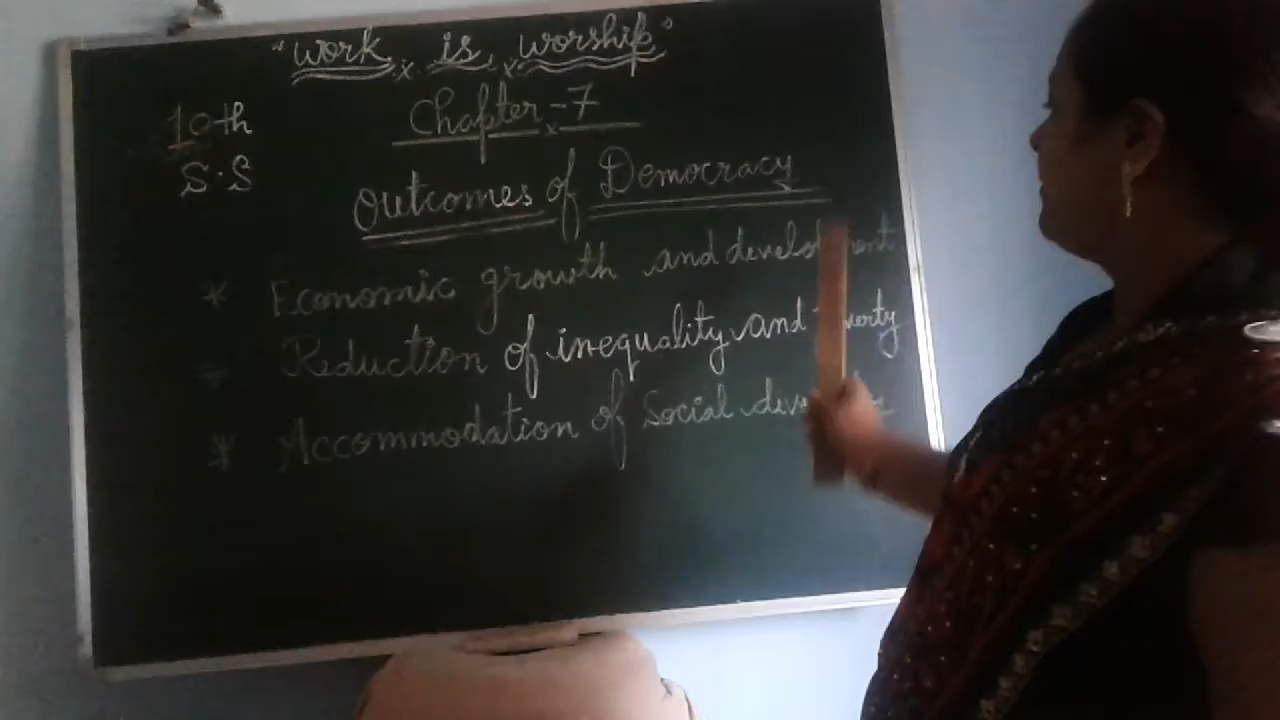 "Work is worship"
Chapter-7
10th
S.S
Outcomes of Democracy
* Economic growth and development
Reduction of inequality and
* Accommodation of Social